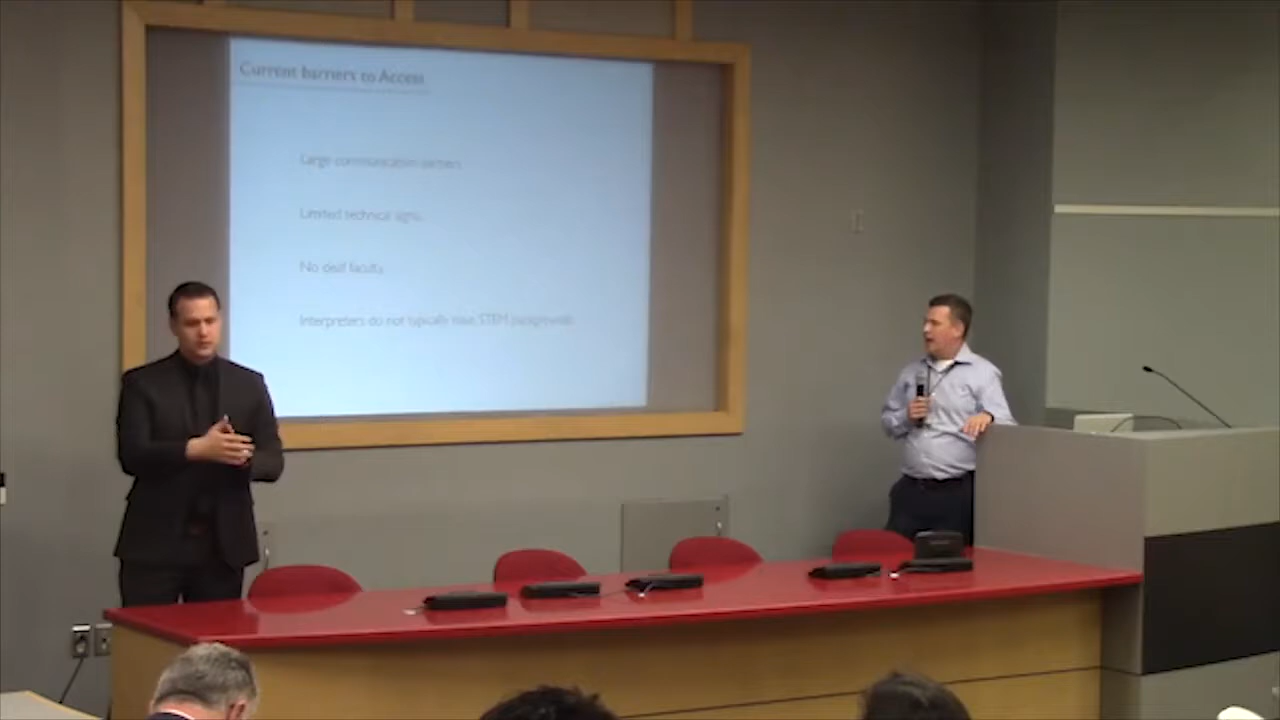 Current barriers to Access
Large communication barriers
Limited technical signs
No deaf faculty
Interpreters do not typically have STEM backgrounds